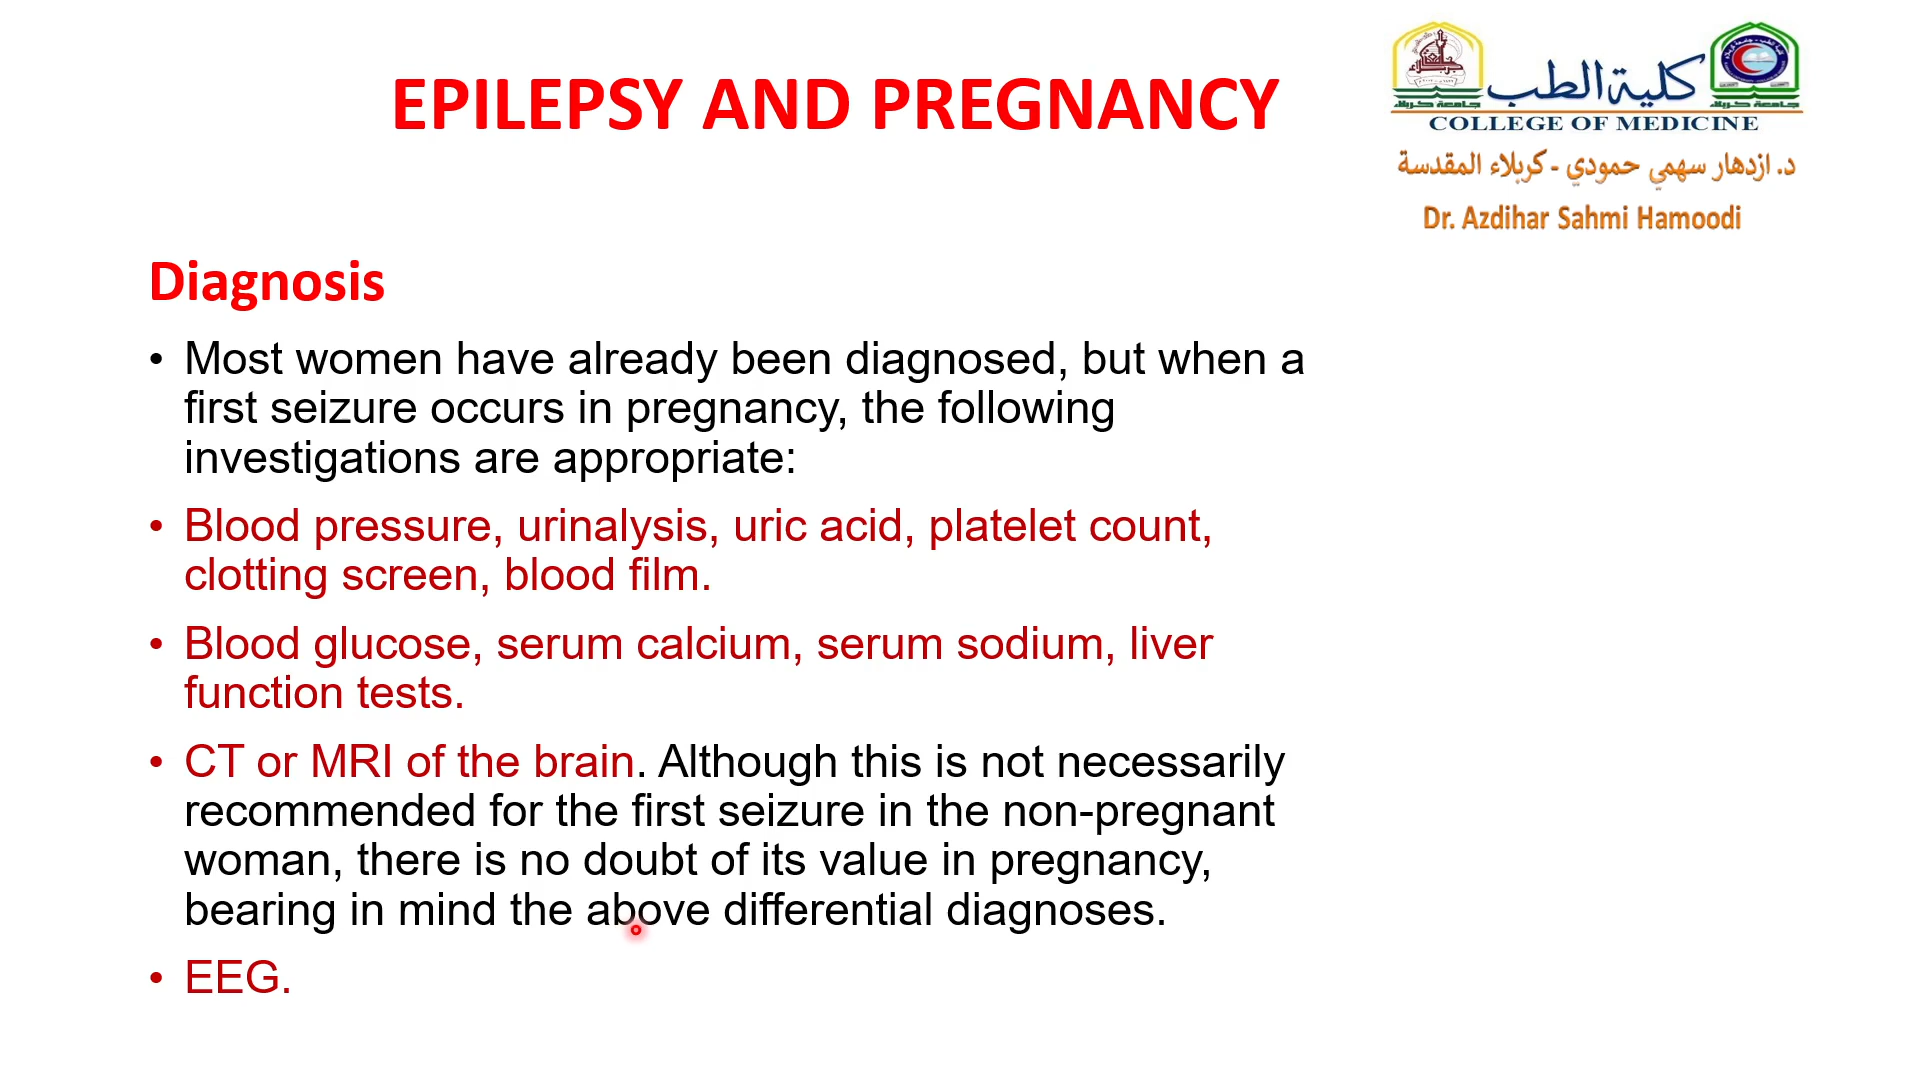 EPILEPSY AND PREGNANCY
كلية الطب
جامعة كربلاء
جامعة كربلاء
COLLEGE OF MEDICINE
د. ازدهار سهمي حمودي - كربلاء المقدسة
Dr. Azdihar Sahmi Hamoodi
Diagnosis
• Most women have already been diagnosed, but when a
first seizure occurs in pregnancy, the following
investigations are appropriate:
• Blood pressure, urinalysis, uric acid, platelet count,
clotting screen, blood film.
• Blood glucose, serum calcium, serum sodium, liver
function tests.
• CT or MRI of the brain. Although this is not necessarily
recommended for the first seizure in the non-pregnant
woman, there is no doubt of its value in pregnancy,
bearing in mind the above differential diagnoses.
• EEG.